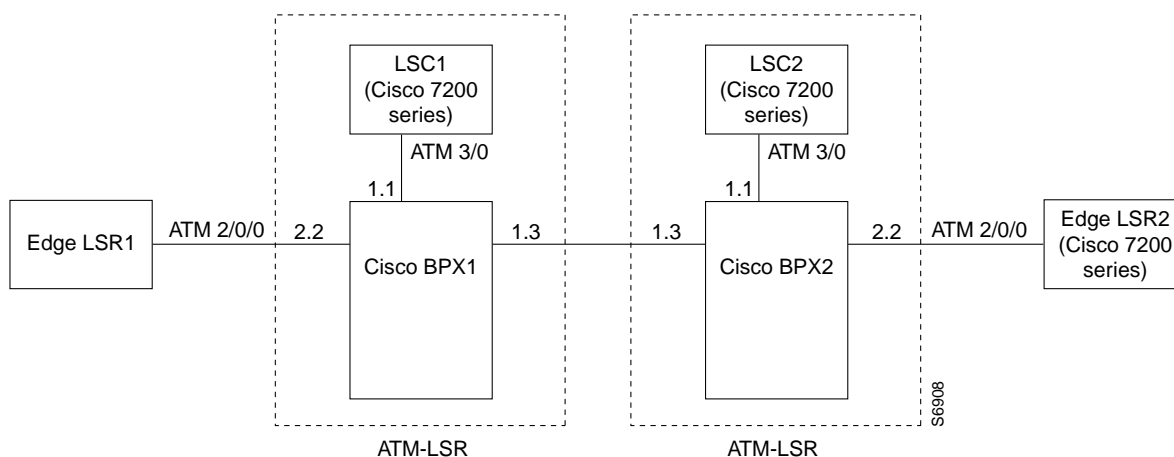 LSC1
(Cisco 7200
series)
LSC2
(Cisco 7200
series)
ATM 3/0
ATM 3/0
1.1
1.1
Edge LSR1
ATM 2/0/0
2.2
Cisco BPX1
1.3
1.3
Cisco BPX2
2.2
ATM 2/0/0
Edge LSR2
(Cisco 7200
series)
S6908
ATM-LSR
ATM-LSR